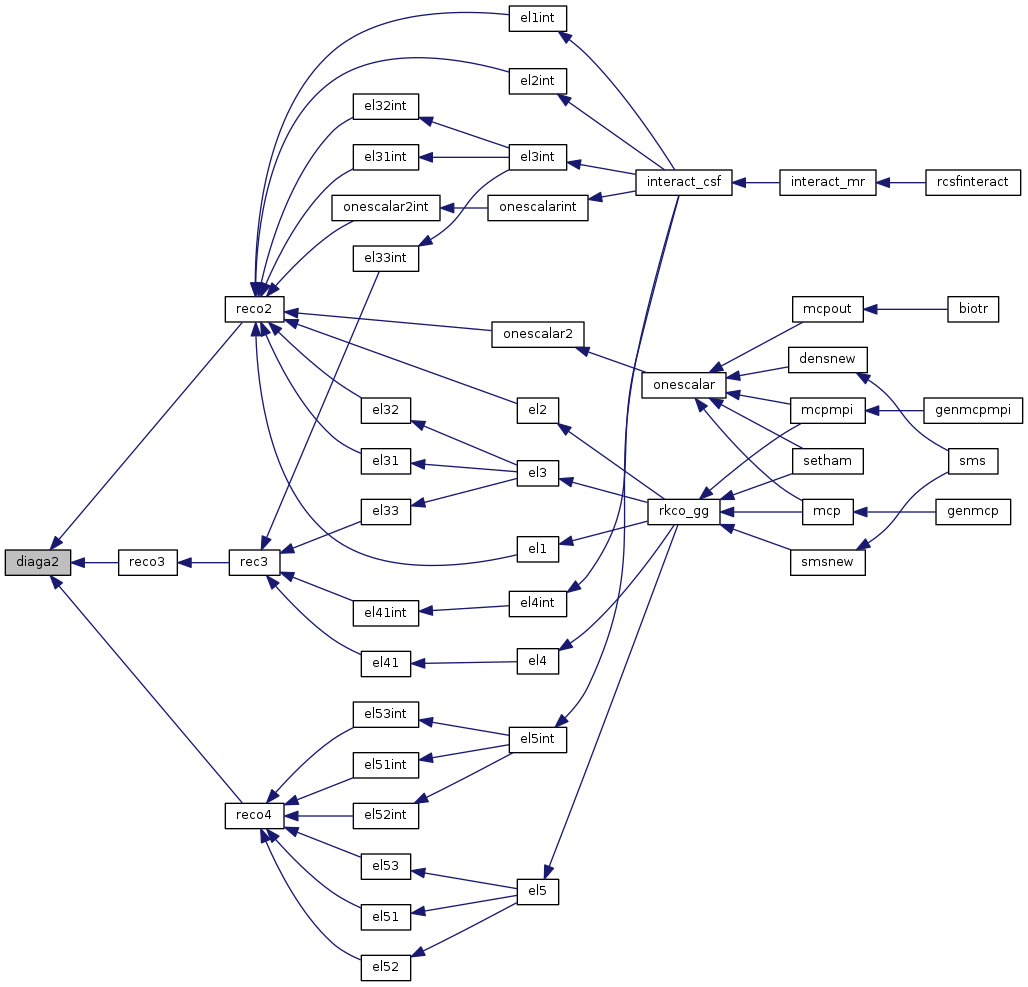 el1int
el2int
el32int
el31int
el3int
interact_csf
interact_mr
rcsfinteract
onescalar2int
onescalarint
el33int
reco2
mcpout
biotr
onescalar2
densnew
onescalar
el32
el2
mcpmpi
genmcpmpi
el31
el3
setham
sms
el33
rkco_gg
mcp
genmcp
el1
diaga2
reco3
rec3
smsnew
el41int
el4int
el41
el4
el53int
el5int
el51int
reco4
el52int
el53
el5
el51
el52